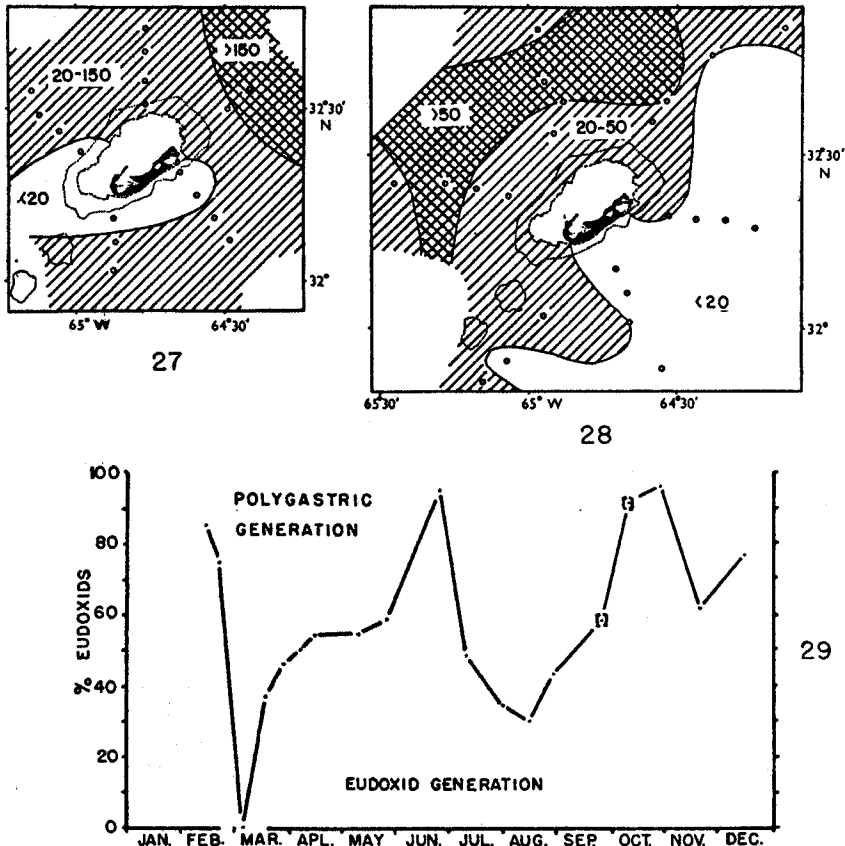 >150
20-150
<20
32°30'
N
32°
65° W
64°30'
27
>50
20-50
<20
32°30'
N
32°
65°30'
65° W
64°30'
28
100
80
60
40
20
0
% EUDOXIDS
POLYGASTRIC
GENERATION
EUDOXID GENERATION
JAN. FEB. MAR. APL. MAY JUN. JUL. AUG. SEP. OCT. NOV. DEC.
29